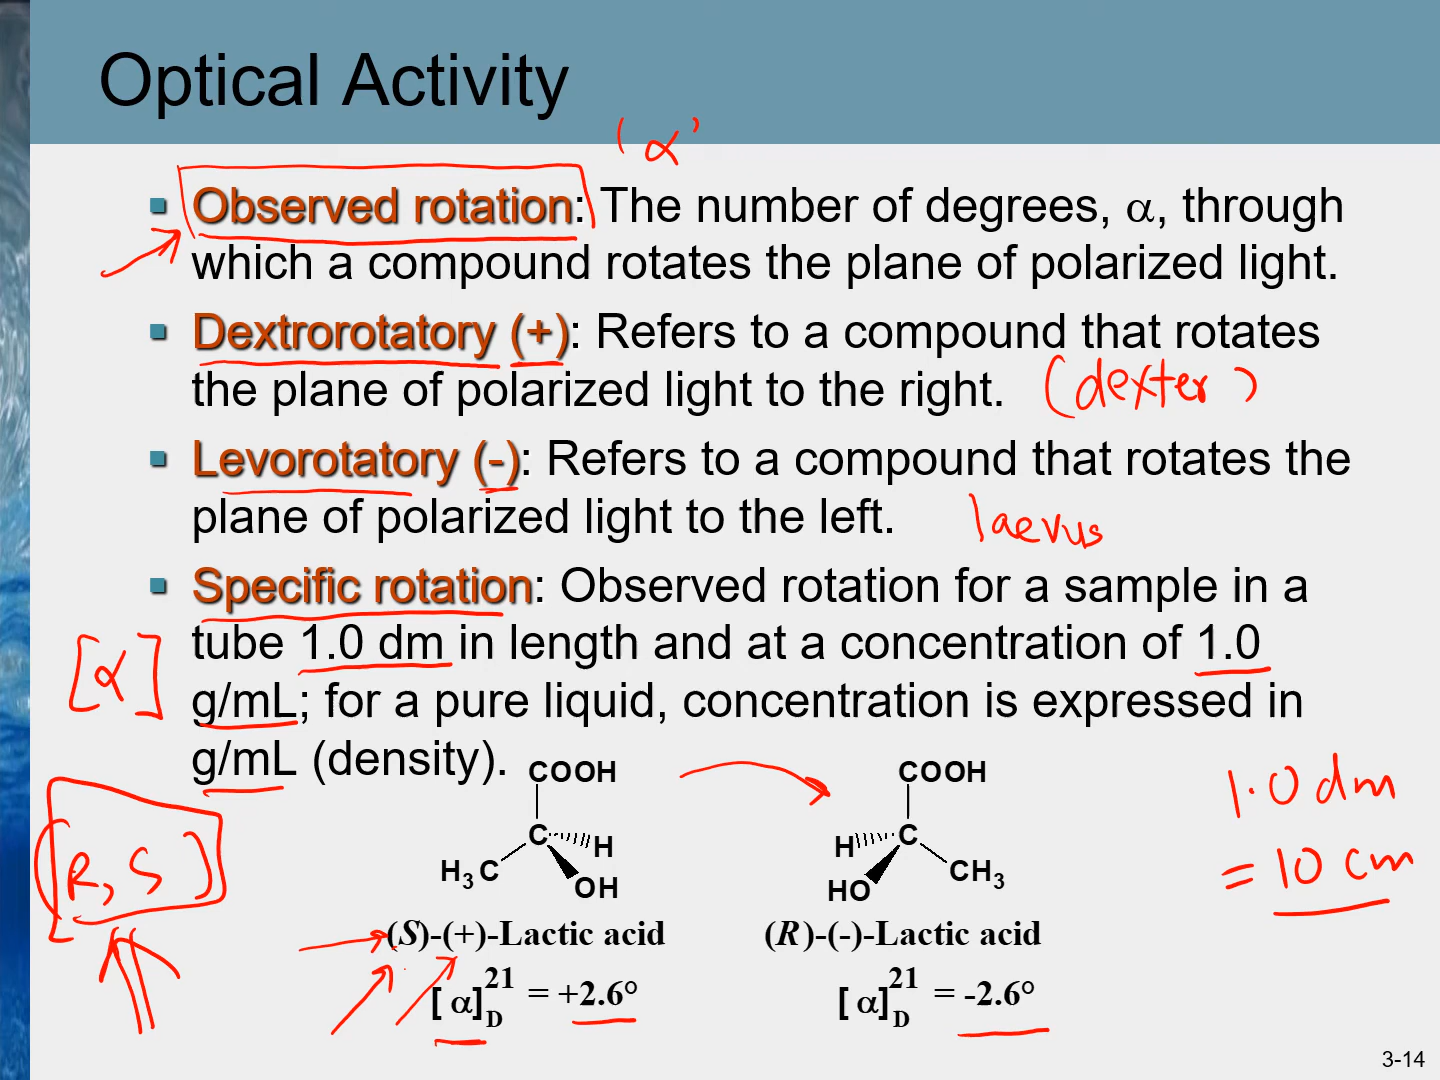 Optical Activity
(α)
▪ Observed rotation: The number of degrees, α, through
which a compound rotates the plane of polarized light.
▪ Dextrorotatory (+): Refers to a compound that rotates
the plane of polarized light to the right. (dexter)
▪ Levorotatory (-): Refers to a compound that rotates the
plane of polarized light to the left. laevus
▪ Specific rotation: Observed rotation for a sample in a
tube 1.0 dm in length and at a concentration of 1.0
[α] g/mL; for a pure liquid, concentration is expressed in
g/mL (density).
COOH
C
H
H3C
OH
COOH
H
C
HO
CH3
1.0 dm
= 10 cm
(R, S)
(S)-(+)-Lactic acid
(R)-(-)-Lactic acid
[α]21D = +2.6°
[α]21D = -2.6°
3-14